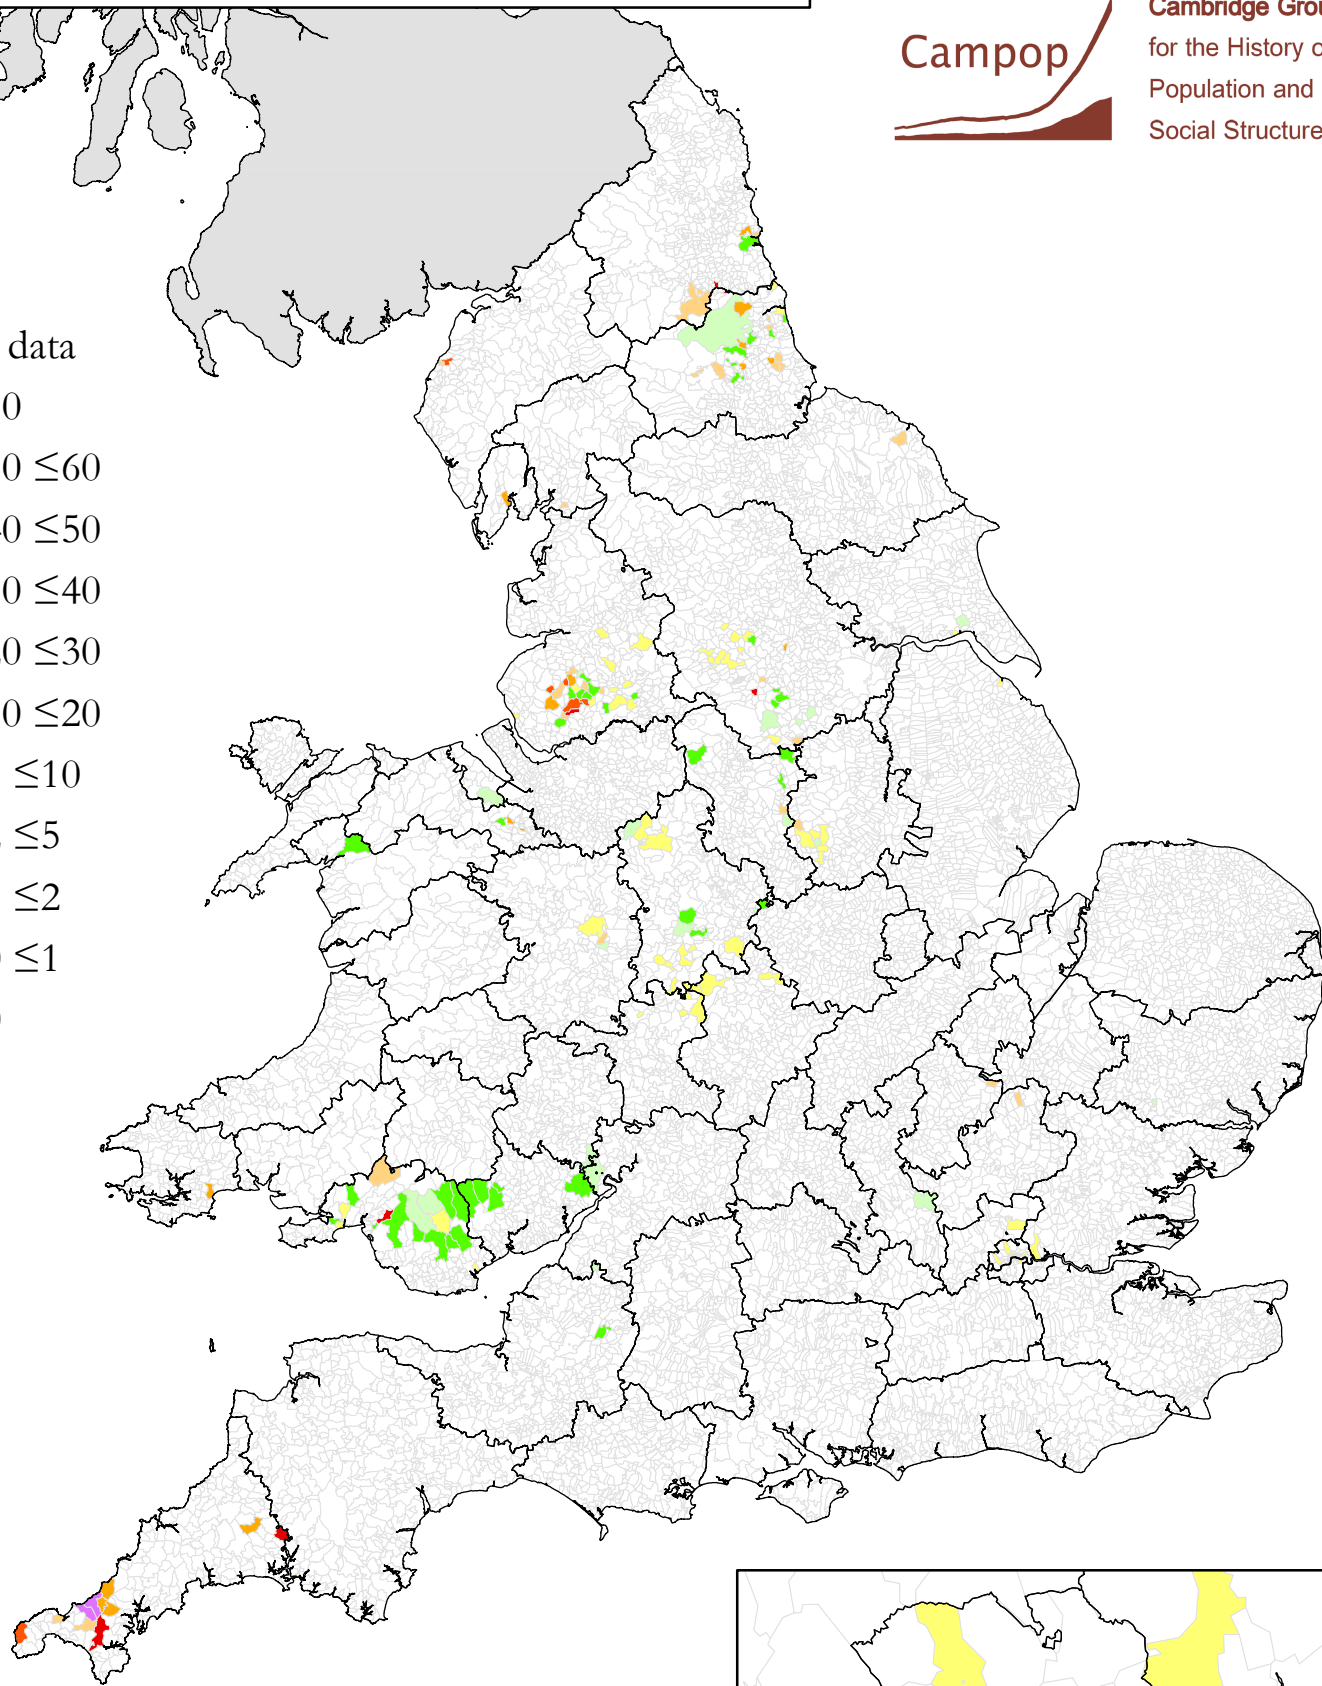 Cambridge Grou
Campop
for the History o
Population and
Social Structure
data
0
0 ≤60
0 ≤50
0 ≤40
0 ≤30
0 ≤20
≤10
≤5
≤2
≤1